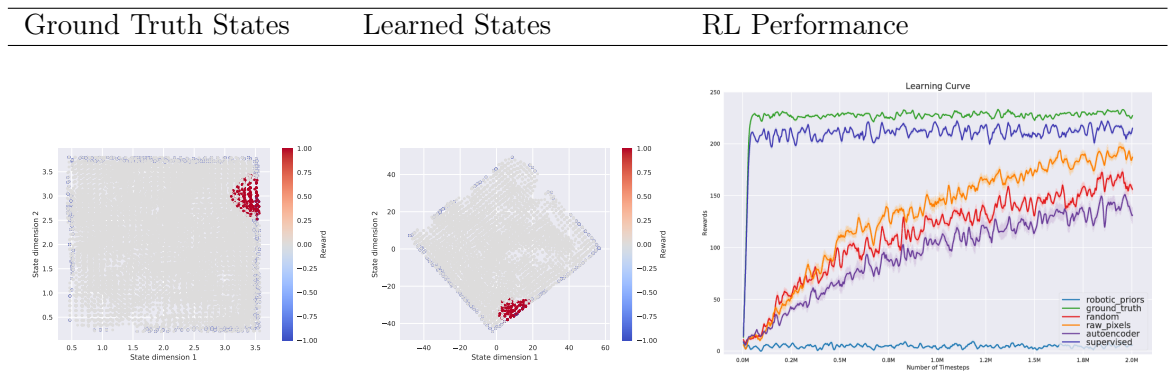 Ground Truth States
Learned States
RL Performance
1.00
0.75
0.50
0.25
0.00
−0.25
−0.50
−0.75
−1.00
Reward
3.5
3.0
2.5
2.0
1.5
1.0
0.5
State dimension 2
0.5 1.0 1.5 2.0 2.5 3.0 3.5
State dimension 1
1.00
0.75
0.50
0.25
0.00
−0.25
−0.50
−0.75
−1.00
Reward
40
20
0
−20
−40
State dimension 2
−40 −20 0 20 40 60
State dimension 1
Learning Curve
250
200
150
100
50
0
Rewards
robotic_priors
ground_truth
random
raw_pixels
autoencoder
supervised
0.0M 0.2M 0.5M 0.8M 1.0M 1.2M 1.5M 1.8M 2.0M
Number of Timesteps